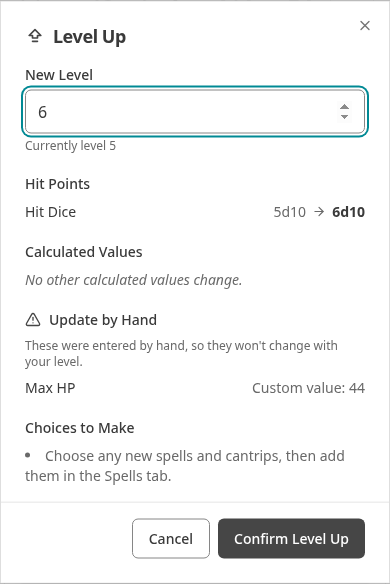 Level Up
New Level
6
Currently level 5
Hit Points
Hit Dice 5d10 → 6d10
Calculated Values
No other calculated values change.
Update by Hand
These were entered by hand, so they won't change with
your level.
Max HP Custom value: 44
Choices to Make
• Choose any new spells and cantrips, then add
them in the Spells tab.
Cancel Confirm Level Up